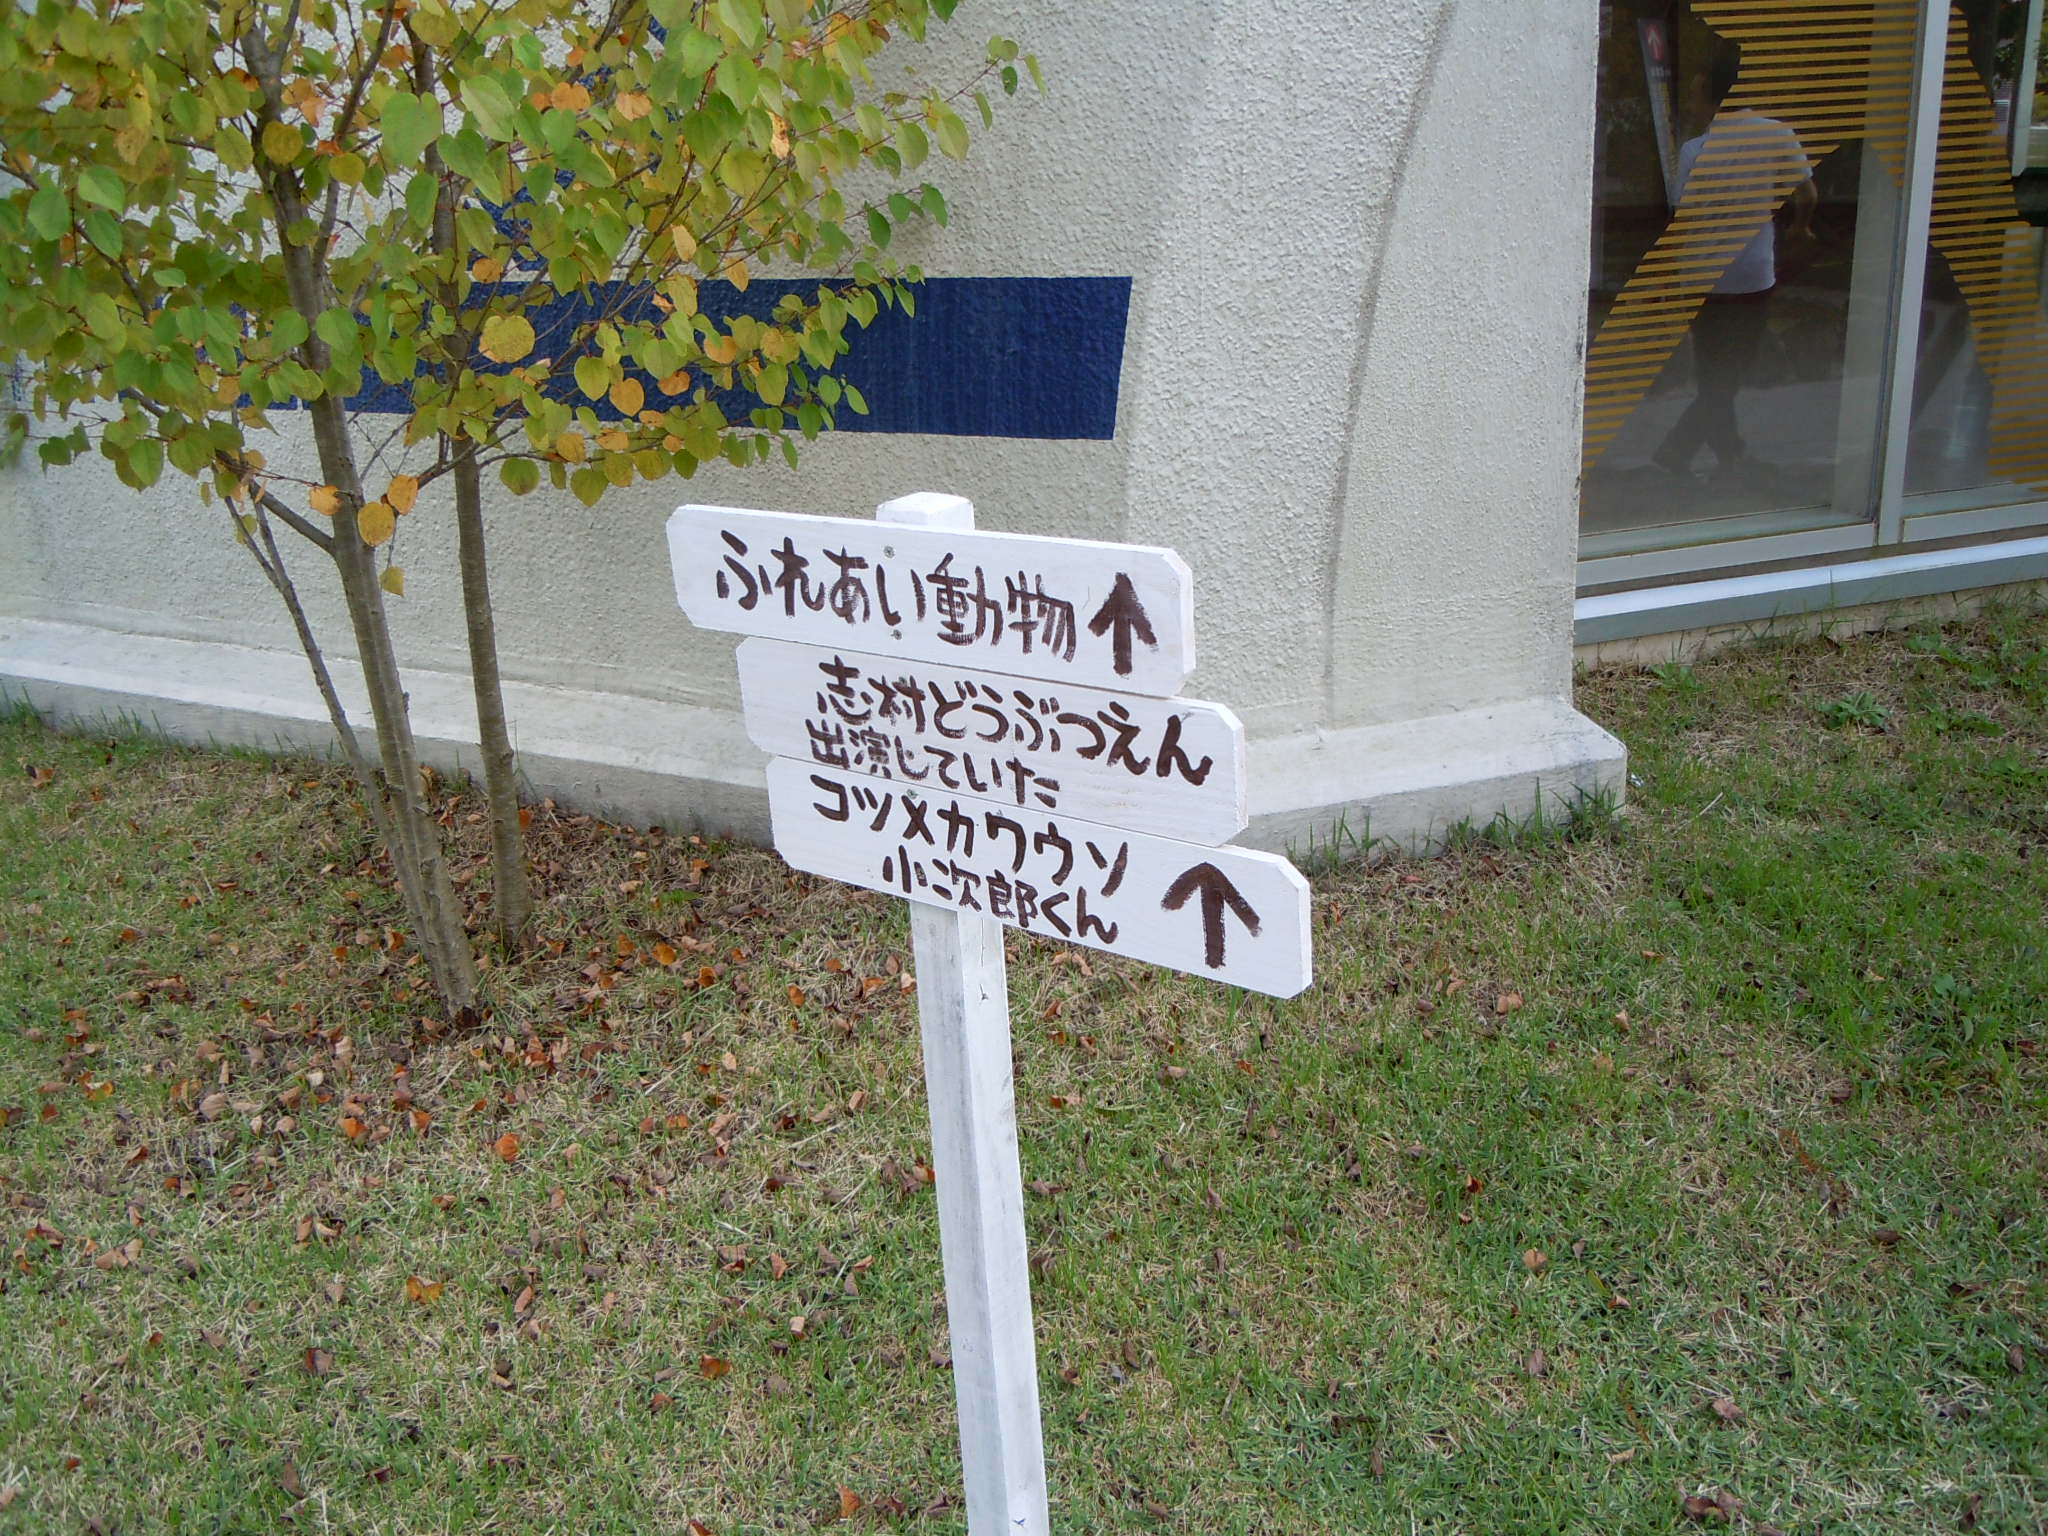 ふれあい動物↑
志村どうぶつえん
出演していた
コツメカワウソ
小次郎くん ↑